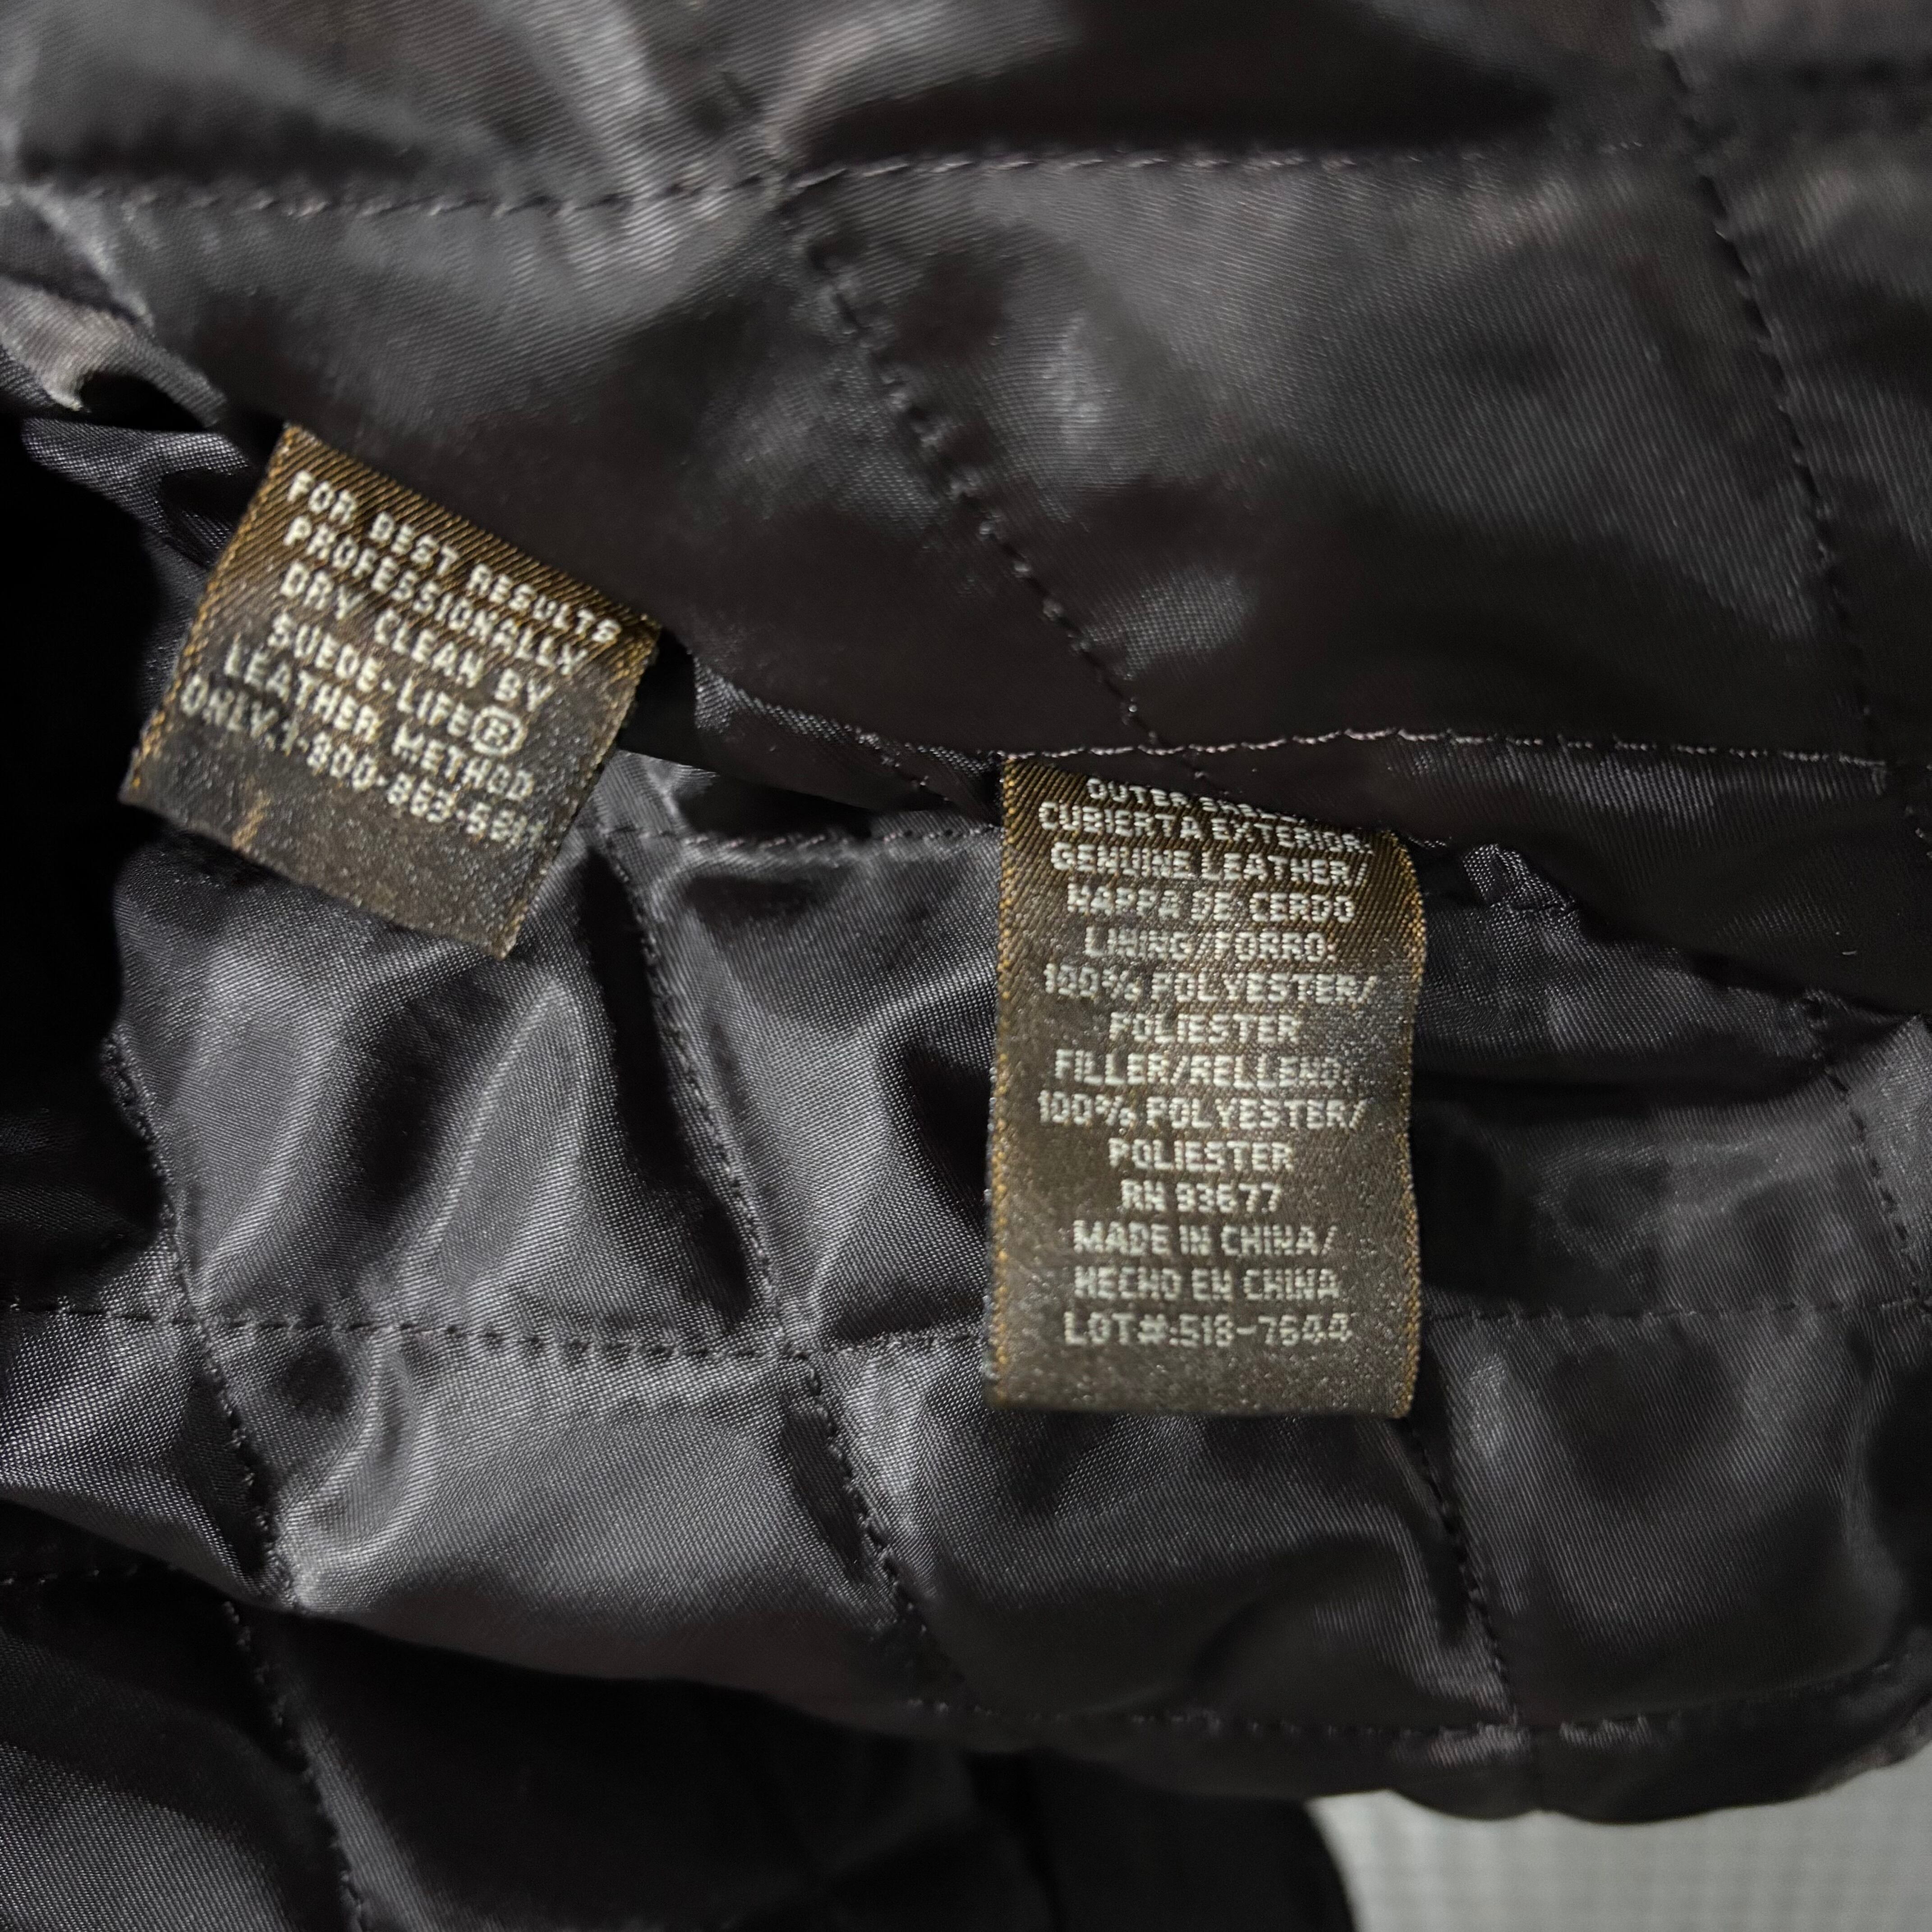 FOR BEST RESULTS
PROFESSIONALLY
DRY CLEAN BY
SUEDE-LIFE®
LEATHER METHOD
ONLY.
OUTER
CUBIERTA EXTERIOR:
GENUINE LEATHER/
NAPPA DE CERDO
LINING/FORRO:
100% POLYESTER/
POLIESTER
FILLER/RELLENO:
100% POLYESTER/
POLIESTER
RN 93677
MADE IN CHINA/
HECHO EN CHINA
LOT#:518-7644